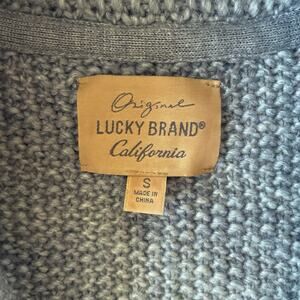 Original
LUCKY BRAND®
California
S
MADE IN
CHINA